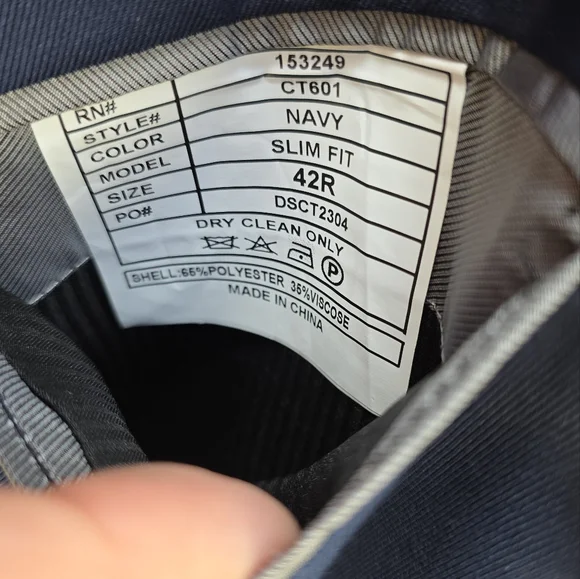 RN# 153249
STYLE# CT601
COLOR NAVY
MODEL SLIM FIT
SIZE 42R
PO# DSCT2304
DRY CLEAN ONLY
P
SHELL:65%POLYESTER 35%VISCOSE
MADE IN CHINA